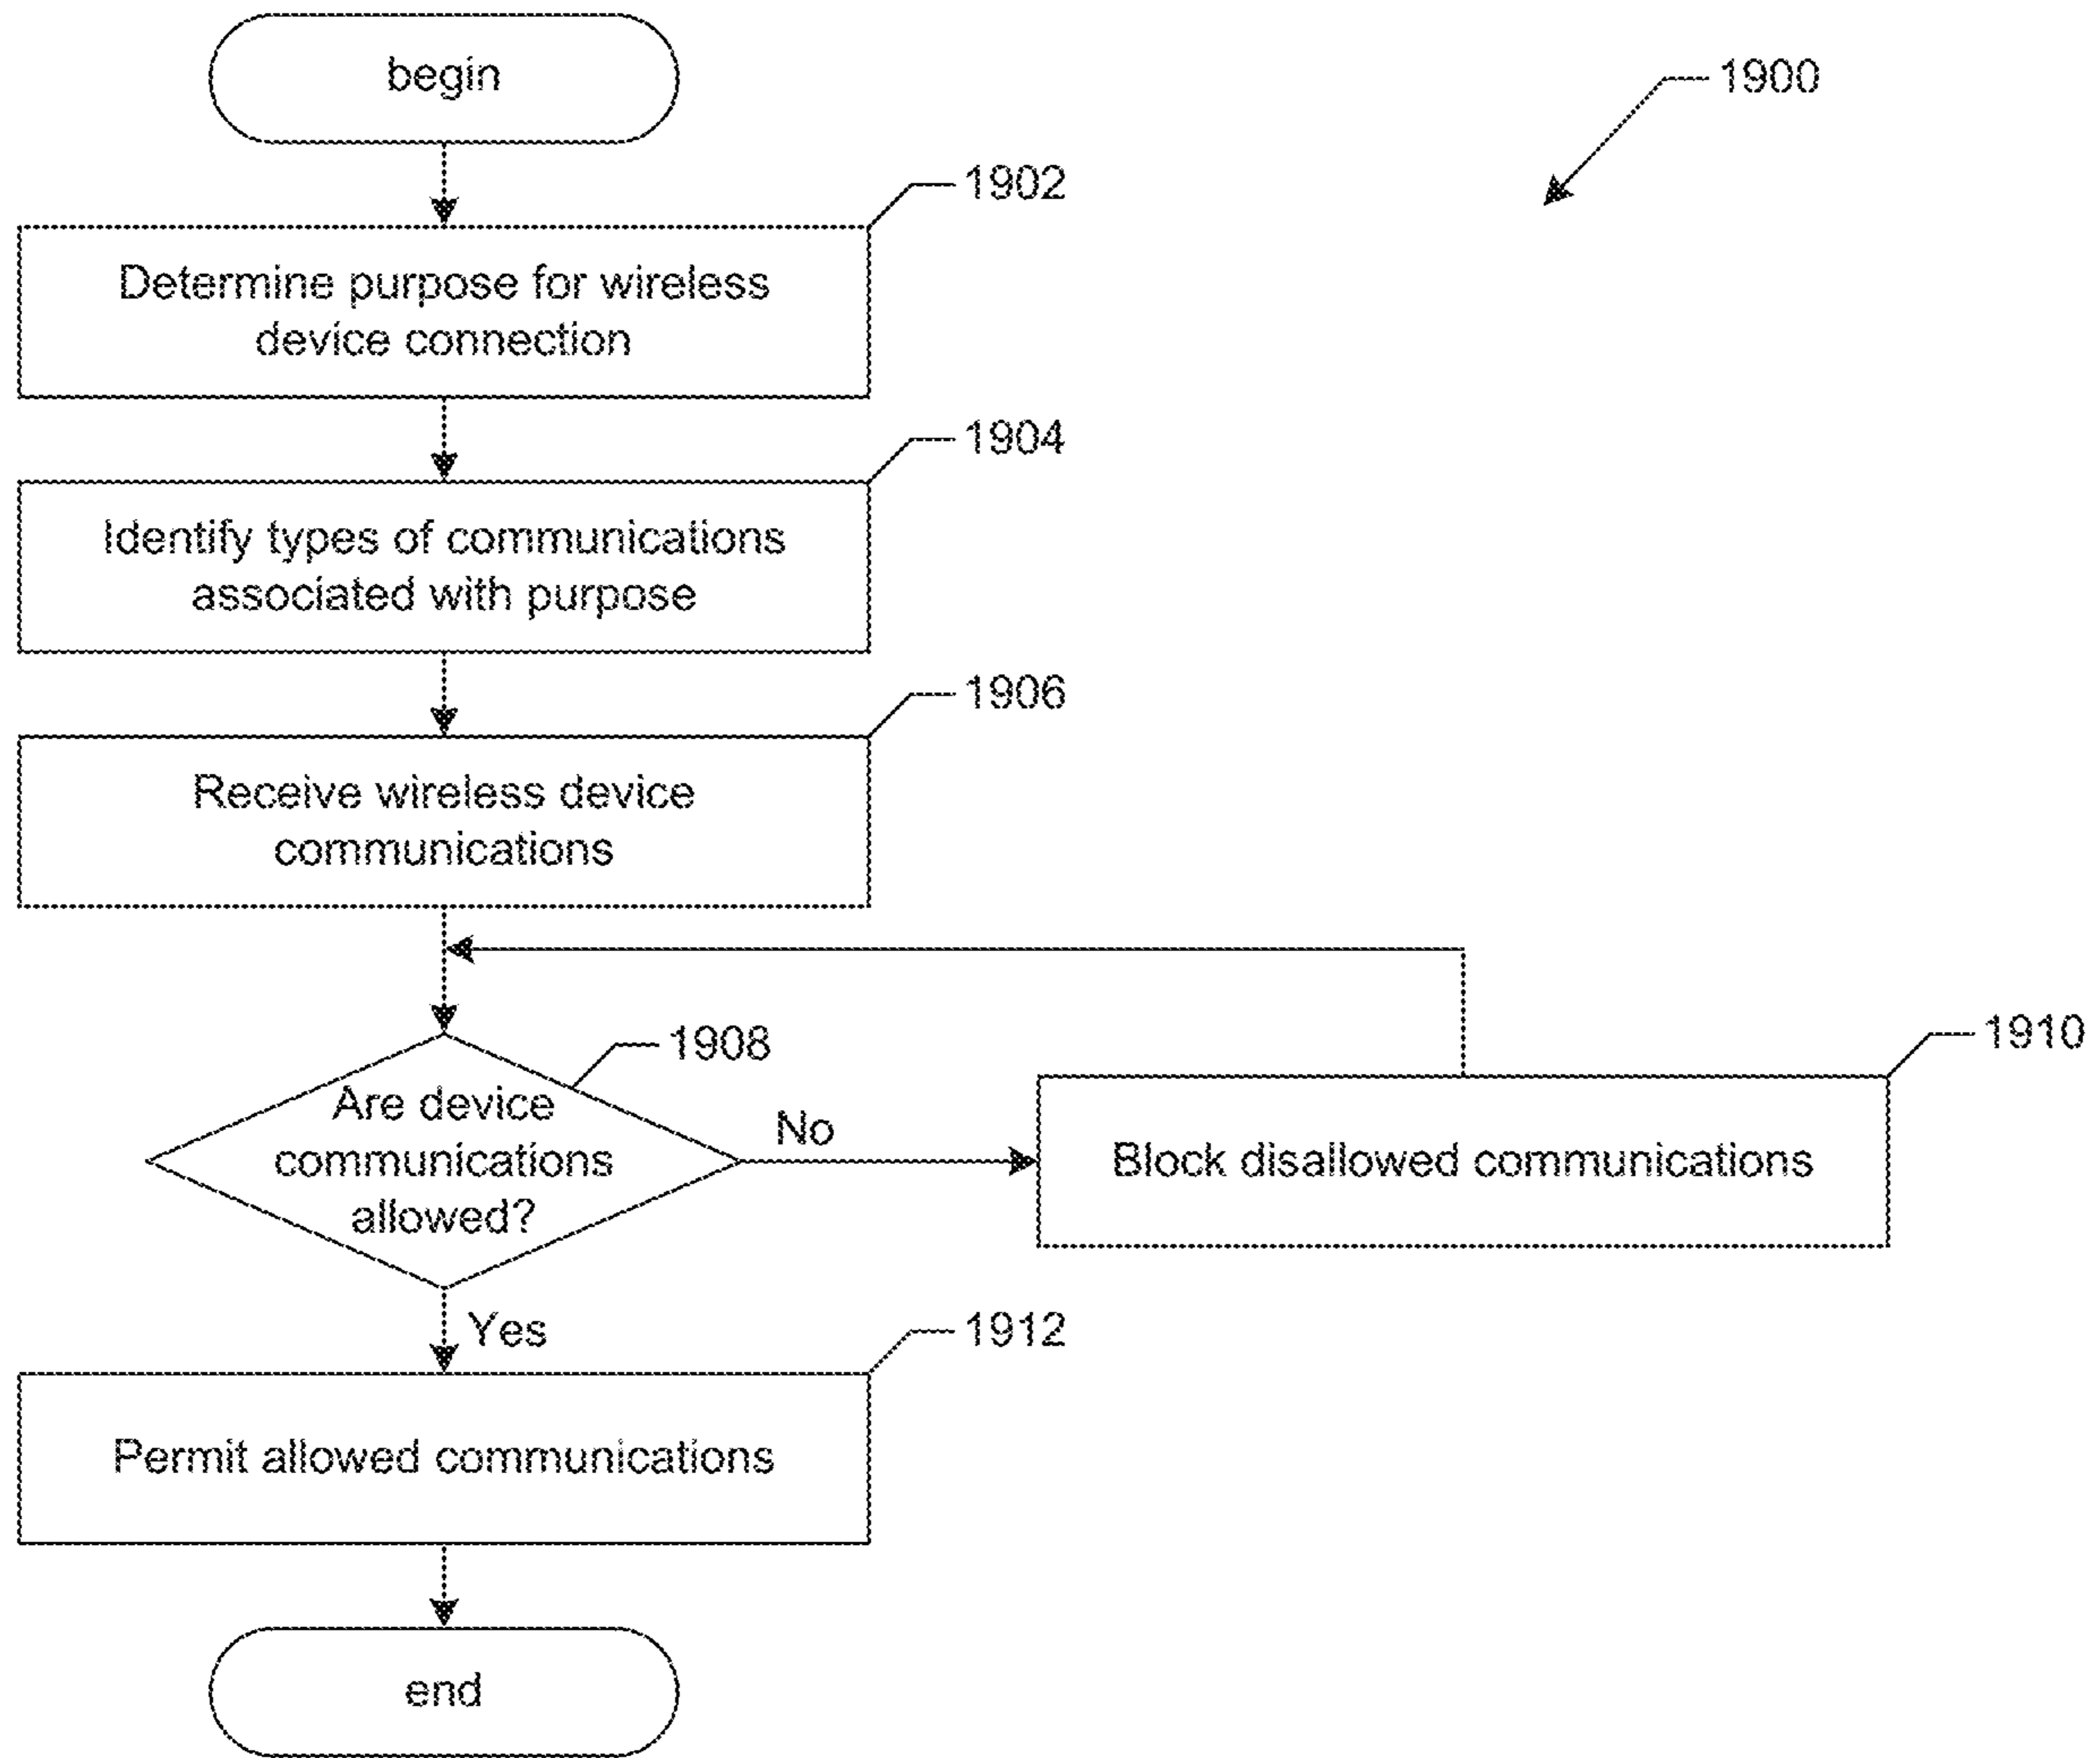 begin
1900
1902
Determine purpose for wireless
device connection
1904
Identify types of communications
associated with purpose
1906
Receive wireless device
communications
1908
Are device
communications
allowed?
No
1910
Block disallowed communications
Yes
1912
Permit allowed communications
end